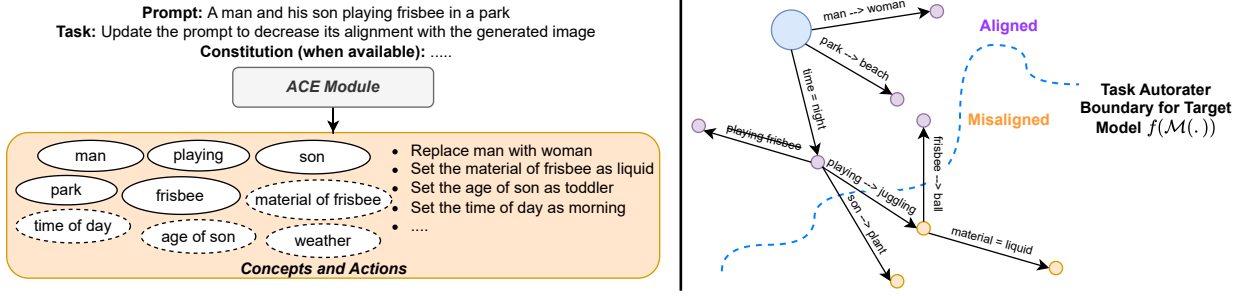 Prompt: A man and his son playing frisbee in a park
Task: Update the prompt to decrease its alignment with the generated image
Constitution (when available): .....
ACE Module
man
playing
son
park
frisbee
material of frisbee
time of day
age of son
weather
• Replace man with woman
• Set the material of frisbee as liquid
• Set the age of son as toddler
• Set the time of day as morning
• ....
Concepts and Actions
man --> woman
park --> beach
time = night
playing frisbee
playing --> juggling
son --> plant
frisbee --> ball
material = liquid
Aligned
Misaligned
Task Autorater
Boundary for Target
Model f(M(.))